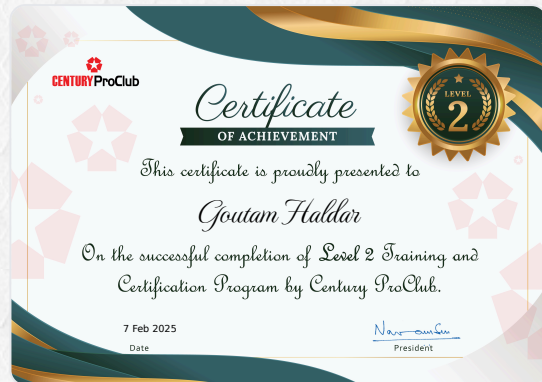 CENTURY ProClub
Certificate
OF ACHIEVEMENT
LEVEL
2
This certificate is proudly presented to
Goutam Haldar
On the successful completion of Level 2 Training and
Certification Program by Century ProClub.
7 Feb 2025
Date
President